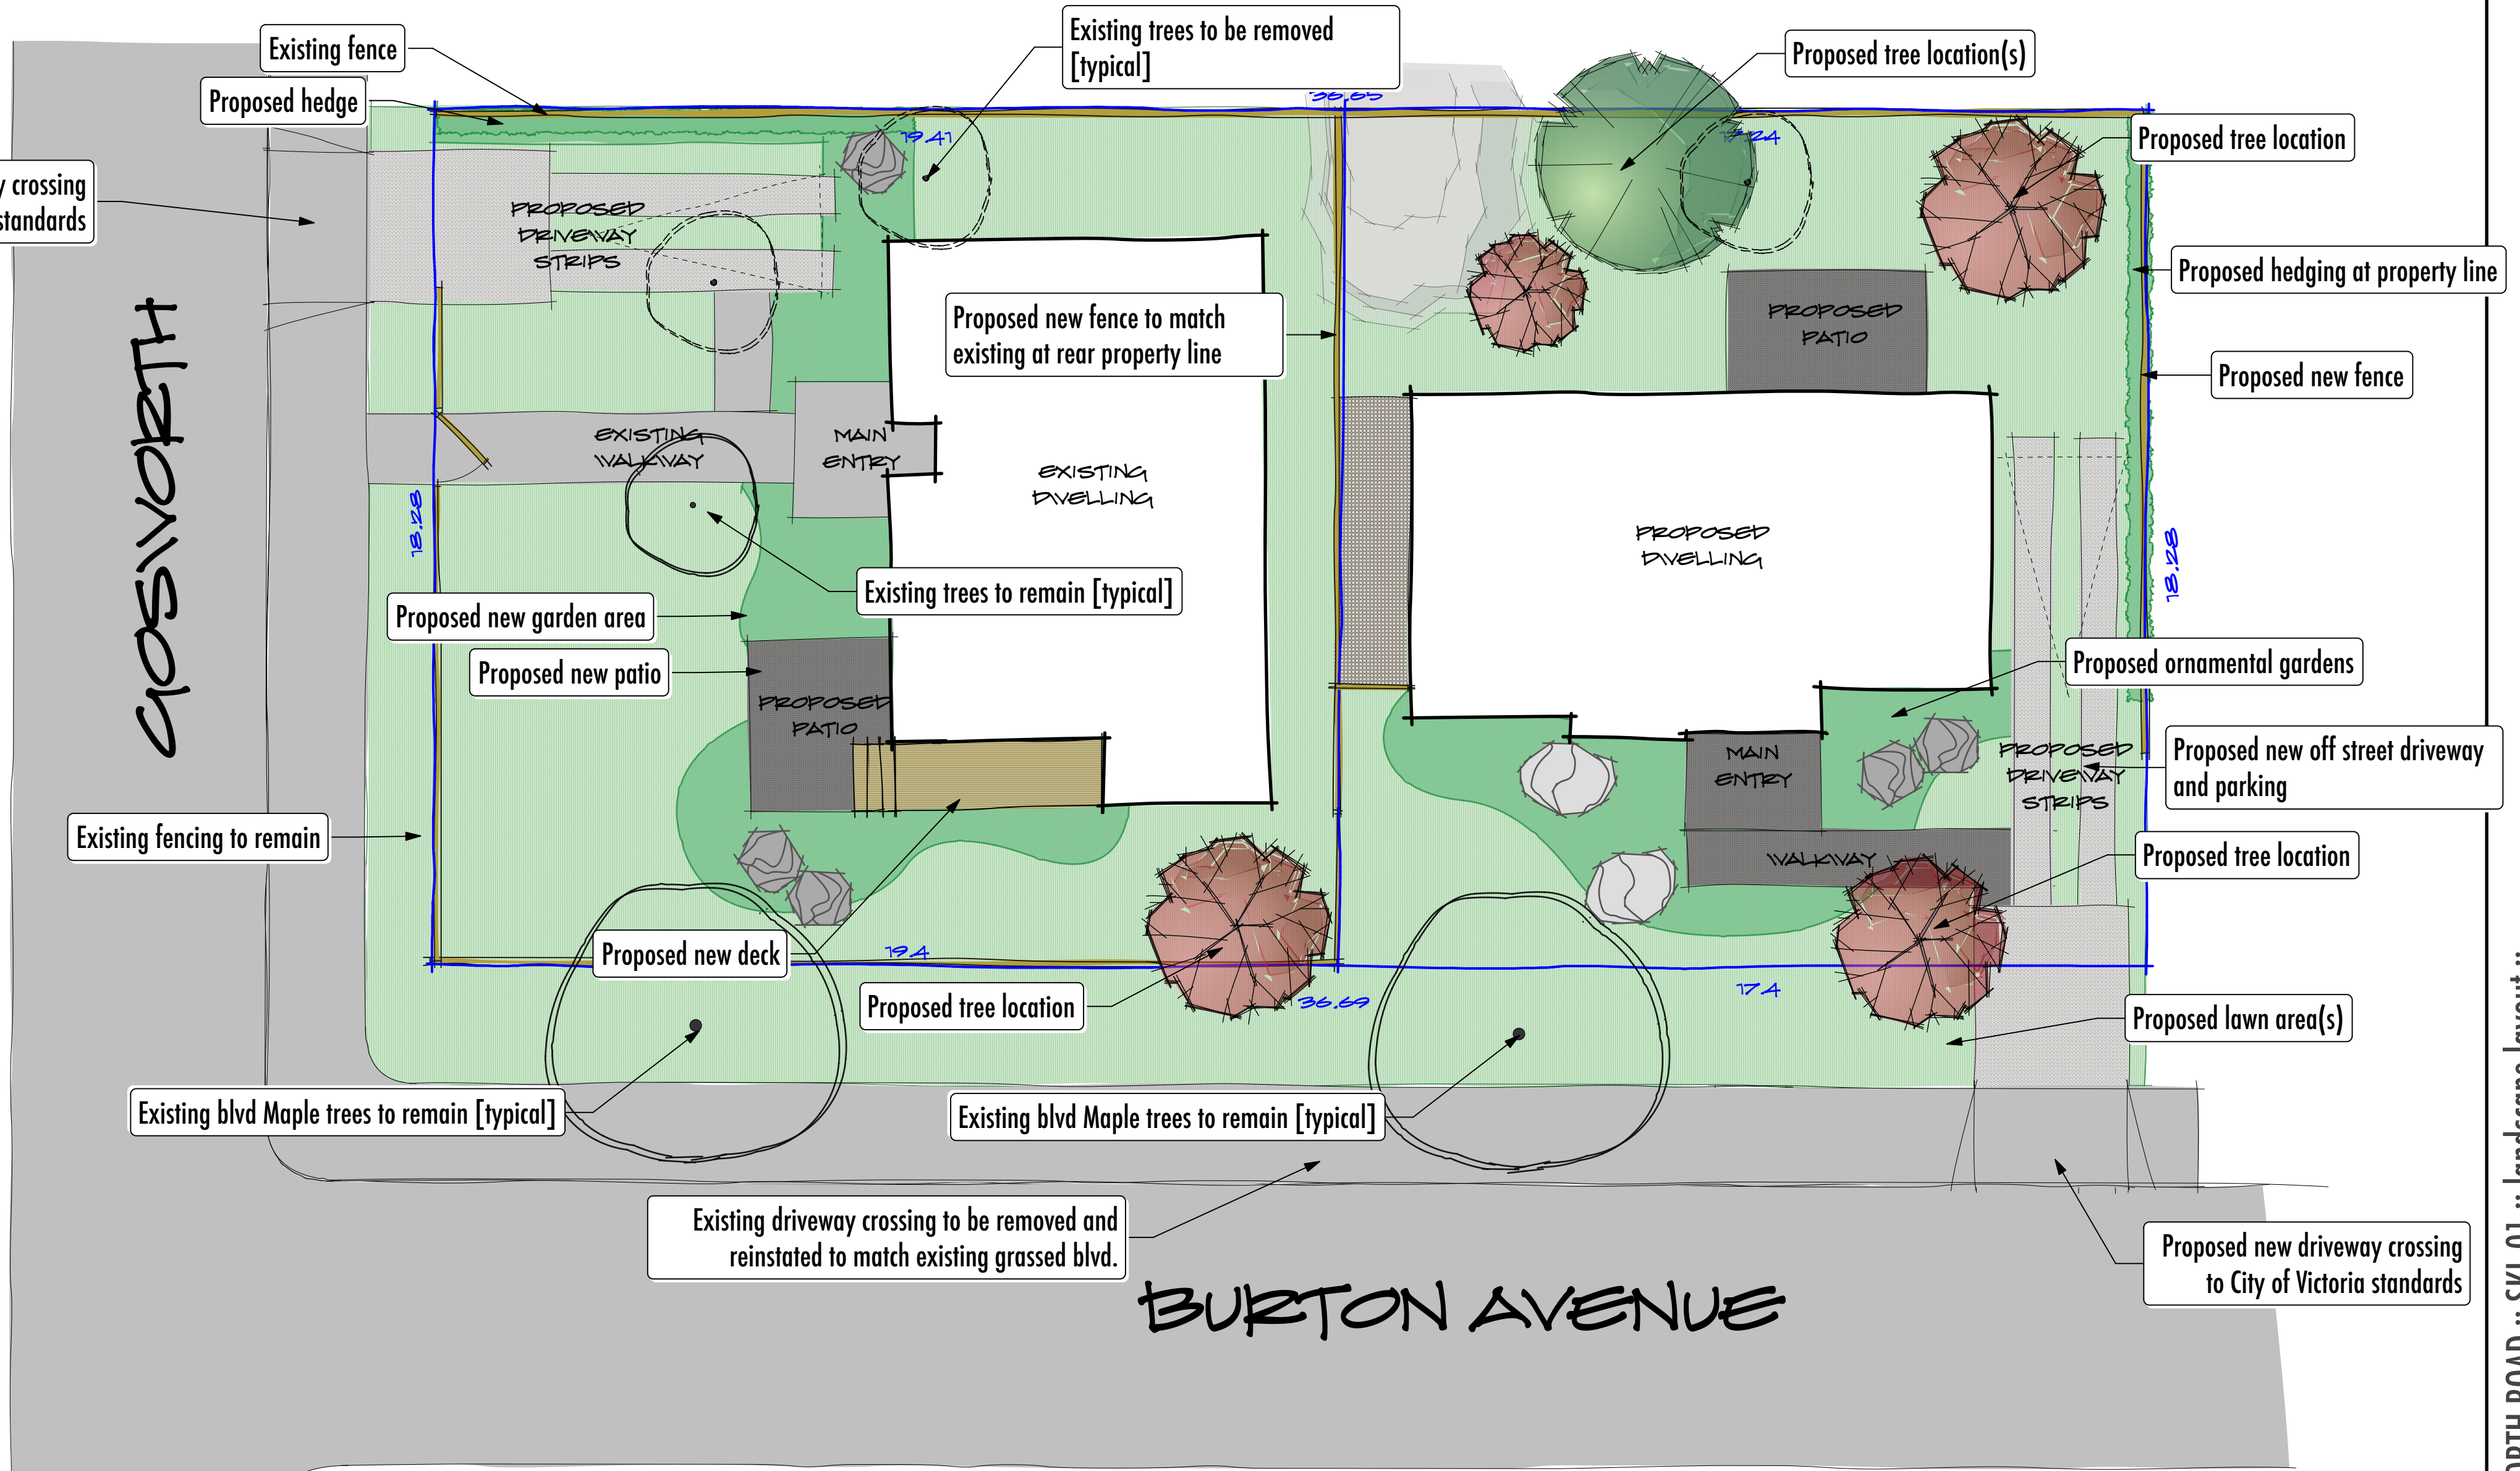 Existing fence
Existing trees to be removed
[typical]
Proposed tree location(s)
Proposed hedge
36.65
19.41
Proposed tree location
crossing
standards
PROPOSED
DRIVEWAY
STRIPS
Proposed hedging at property line
Proposed new fence to match
existing at rear property line
PROPOSED
PATIO
Proposed new fence
GOSWORTH
EXISTING
WALKWAY
MAIN
ENTRY
EXISTING
DWELLING
18.28
PROPOSED
DWELLING
18.28
Existing trees to remain [typical]
Proposed new garden area
Proposed new patio
Proposed ornamental gardens
PROPOSED
PATIO
MAIN
ENTRY
PROPOSED
DRIVEWAY
STRIPS
Proposed new off street driveway
and parking
Existing fencing to remain
WALKWAY
Proposed tree location
Proposed new deck
19.4
Proposed tree location
36.69
17.4
Proposed lawn area(s)
Existing blvd Maple trees to remain [typical]
Existing blvd Maple trees to remain [typical]
Existing driveway crossing to be removed and
reinstated to match existing grassed blvd.
Proposed new driveway crossing
to City of Victoria standards
BURTON AVENUE
ROAD :: SKL 01 :: landscape layout ::